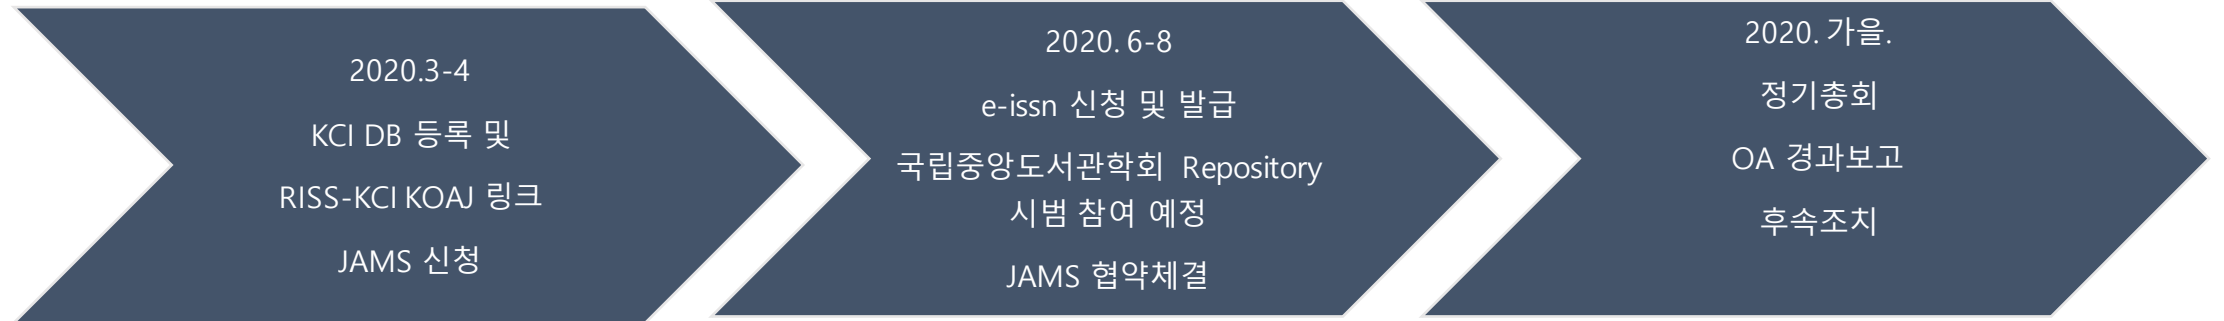 2020.3-4
KCI DB 등록 및
RISS-KCI KOAJ 링크
JAMS 신청
2020. 6-8
e-issn 신청 및 발급
국립중앙도서관학회 Repository
시범 참여 예정
JAMS 협약체결
2020. 가을.
정기총회
OA 경과보고
후속조치